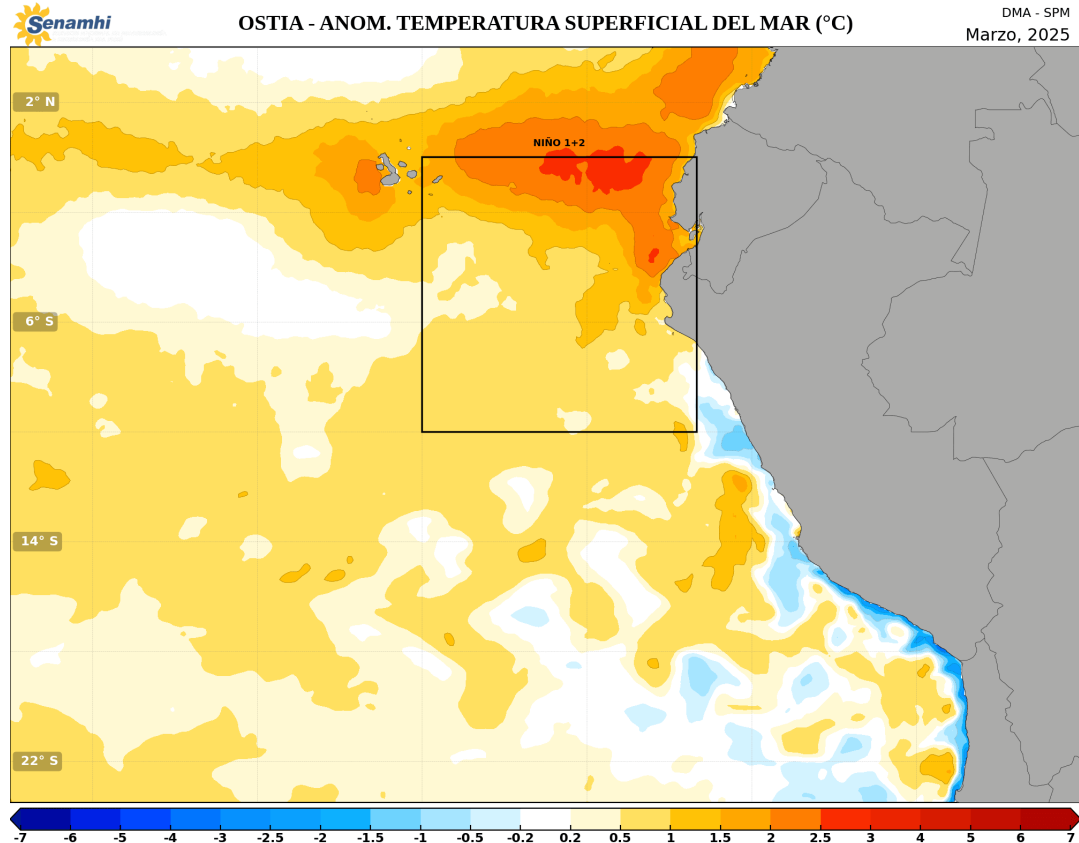 Senamhi
OSTIA - ANOM. TEMPERATURA SUPERFICIAL DEL MAR (°C)
DMA - SPM
Marzo, 2025
2° N
NIÑO 1+2
6° S
14° S
22° S
-7 -6 -5 -4 -3 -2.5 -2 -1.5 -1 -0.5 -0.2 0.2 0.5 1 1.5 2 2.5 3 4 5 6 7